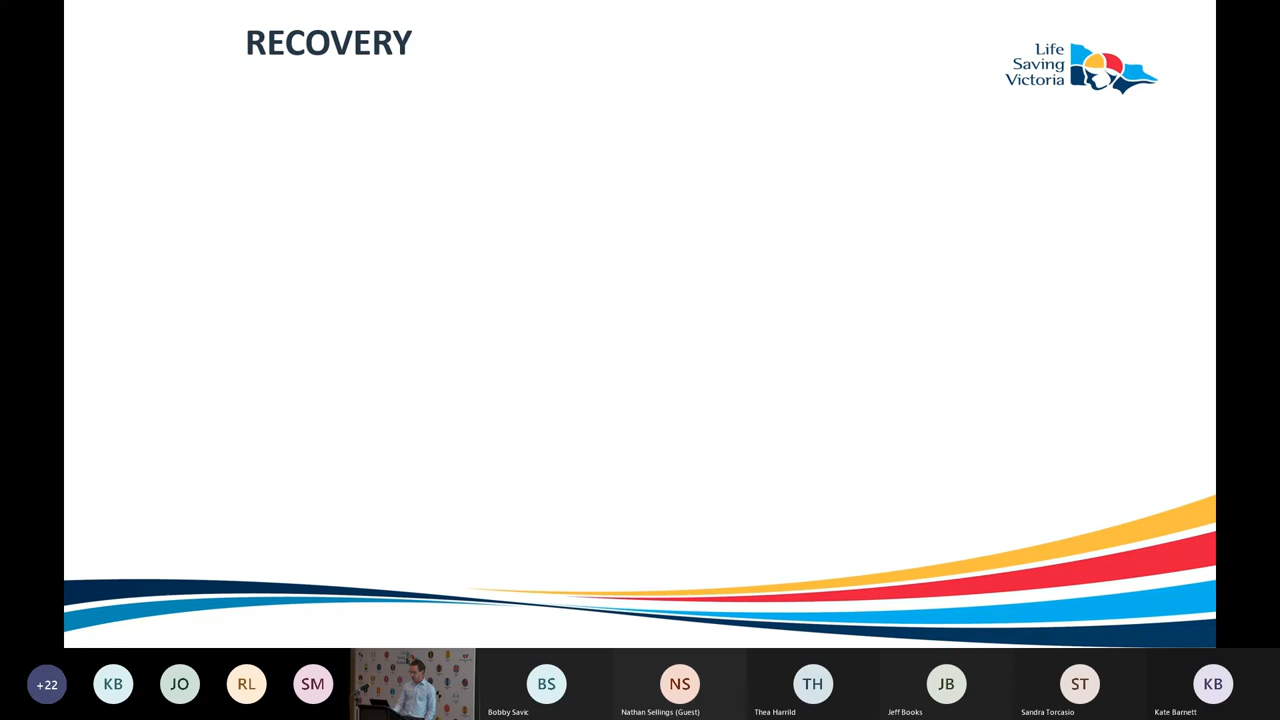 RECOVERY
Life
Saving
Victoria
+22
KB
JO
RL
SM
BS
NS
TH
JB
ST
KB
Bobby Savic
Nathan Sellings (Guest)
Thea Harrild
Jeff Books
Sandra Torcasio
Kate Barnett